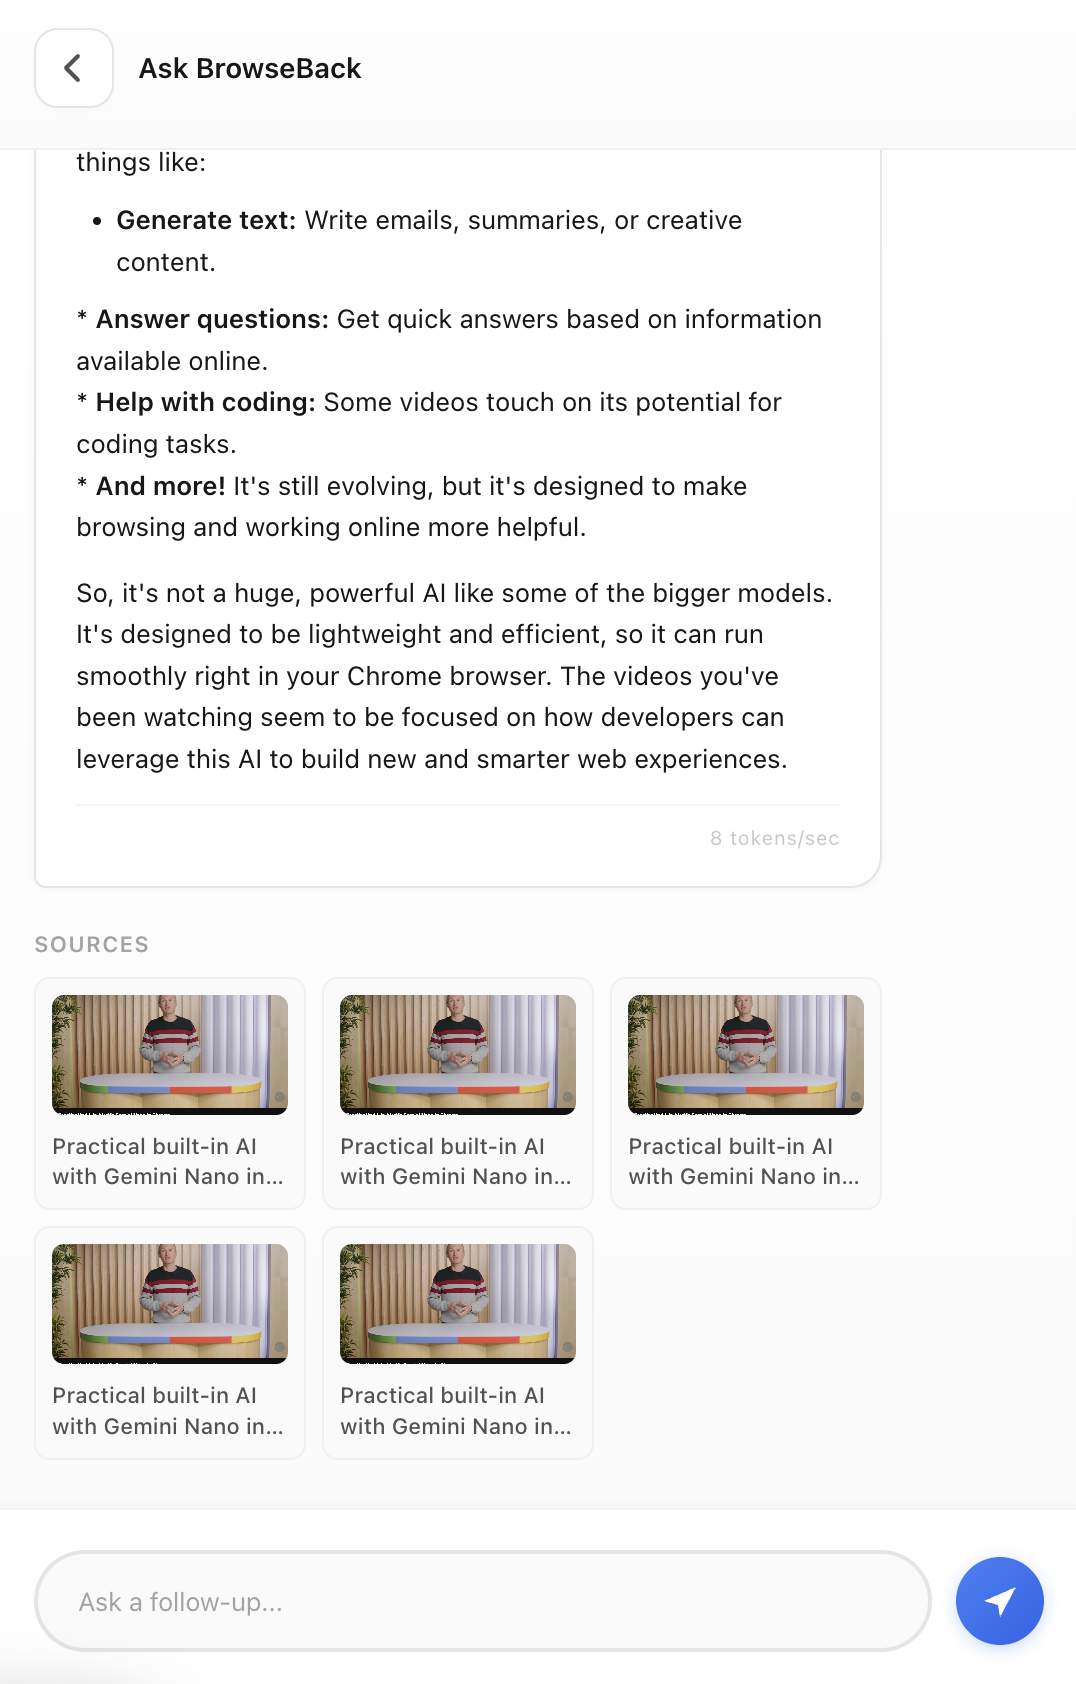 Ask BrowseBack
things like:
• Generate text: Write emails, summaries, or creative
content.
* Answer questions: Get quick answers based on information
available online.
* Help with coding: Some videos touch on its potential for
coding tasks.
* And more! It's still evolving, but it's designed to make
browsing and working online more helpful.
So, it's not a huge, powerful AI like some of the bigger models.
It's designed to be lightweight and efficient, so it can run
smoothly right in your Chrome browser. The videos you've
been watching seem to be focused on how developers can
leverage this AI to build new and smarter web experiences.
8 tokens/sec
SOURCES
Practical built-in AI
with Gemini Nano in...
Practical built-in AI
with Gemini Nano in...
Practical built-in AI
with Gemini Nano in...
Practical built-in AI
with Gemini Nano in...
Practical built-in AI
with Gemini Nano in...
Ask a follow-up...